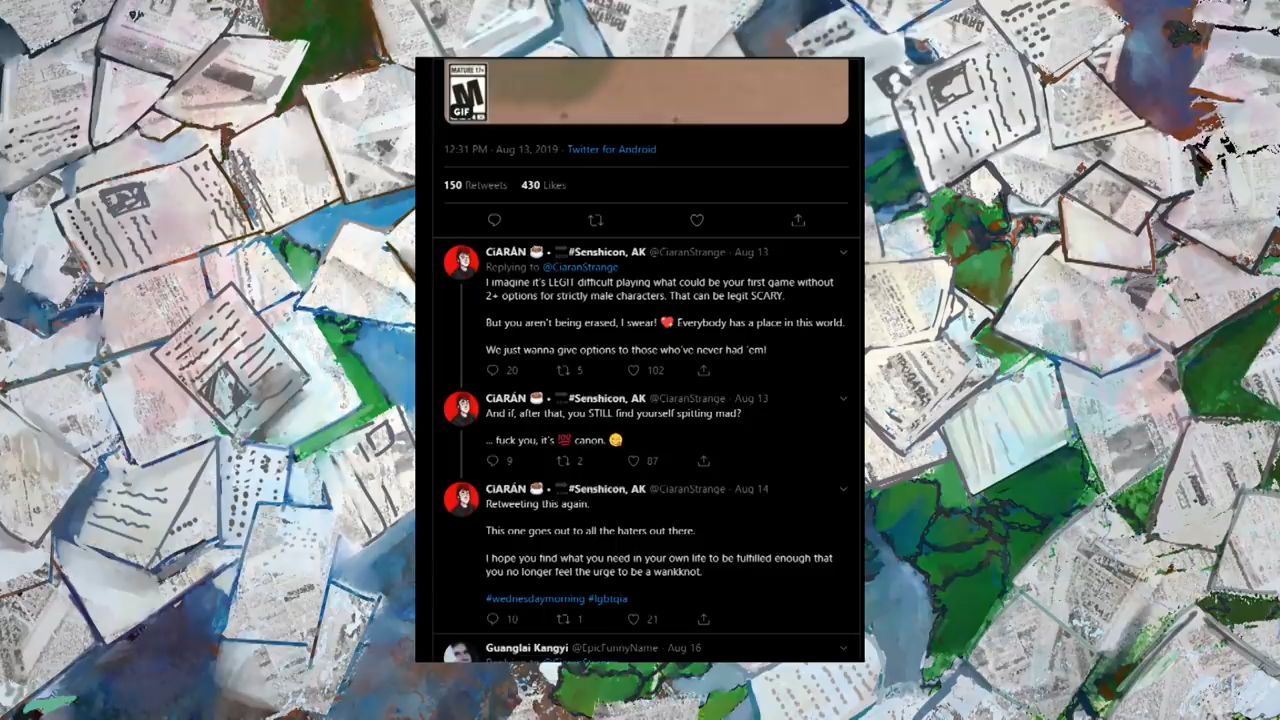 MATURE 17+
M
GIF
12:31 PM · Aug 13, 2019 · Twitter for Android
150 Retweets 430 Likes
CiARÁN ☕ • #Senshicon, AK @CiaranStrange · Aug 13
Replying to @CiaranStrange
I imagine it's LEGIT difficult playing what could be your first game without
2+ options for strictly male characters. That can be legit SCARY.
But you aren't being erased, I swear! 💖 Everybody has a place in this world.
We just wanna give options to those who've never had 'em!
20 5 102
CiARÁN ☕ • #Senshicon, AK @CiaranStrange · Aug 13
And if, after that, you STILL find yourself spitting mad?
... fuck you, it's 💯 canon. 😋
9 2 87
CiARÁN ☕ • #Senshicon, AK @CiaranStrange · Aug 14
Retweeting this again.
This one goes out to all the haters out there.
I hope you find what you need in your own life to be fulfilled enough that
you no longer feel the urge to be a wankknot.
#wednesdaymorning #lgbtqia
10 1 21
Guanglai Kangyi @EpicFunnyName · Aug 16